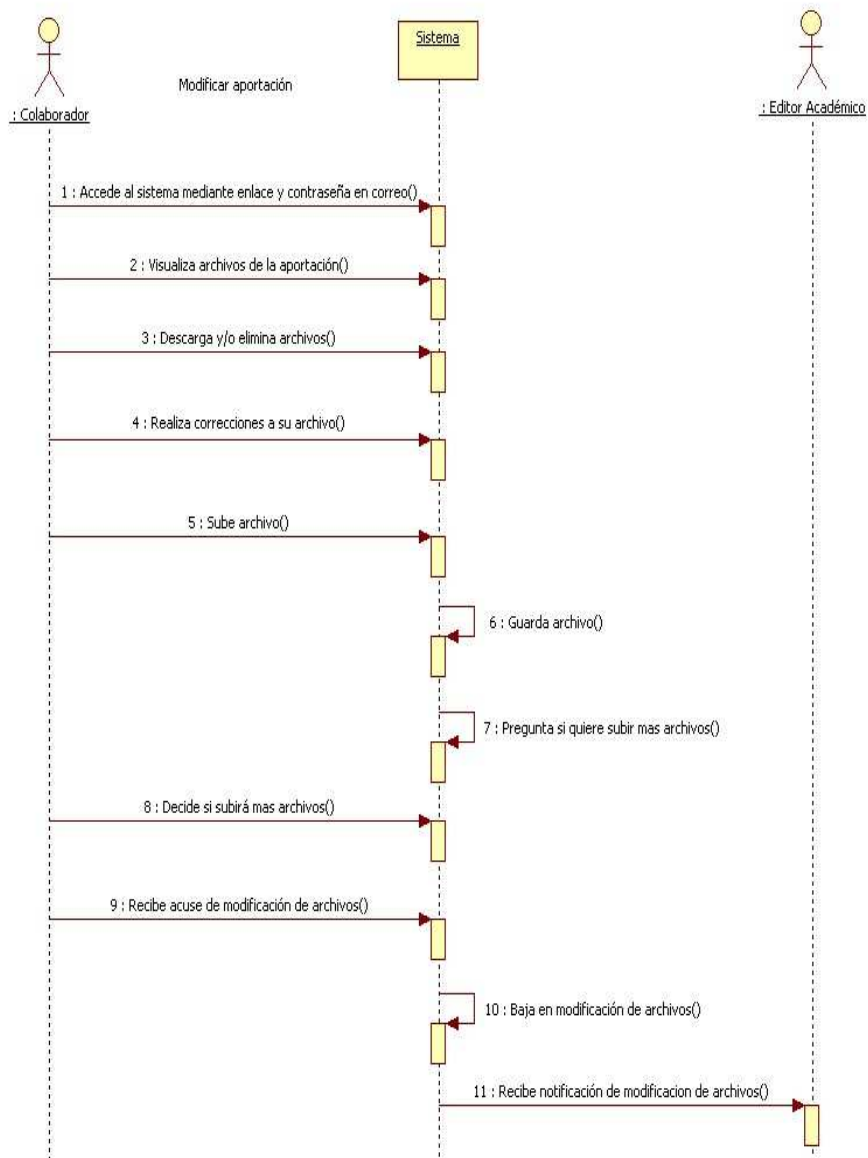 Sistema
Modificar aportación
: Colaborador
: Editor Académico
1 : Accede al sistema mediante enlace y contraseña en correo()
2 : Visualiza archivos de la aportación()
3 : Descarga y/o elimina archivos()
4 : Realiza correcciones a su archivo()
5 : Sube archivo()
6 : Guarda archivo()
7 : Pregunta si quiere subir mas archivos()
8 : Decide si subirá mas archivos()
9 : Recibe acuse de modificación de archivos()
10 : Baja en modificación de archivos()
11 : Recibe notificación de modificacion de archivos()